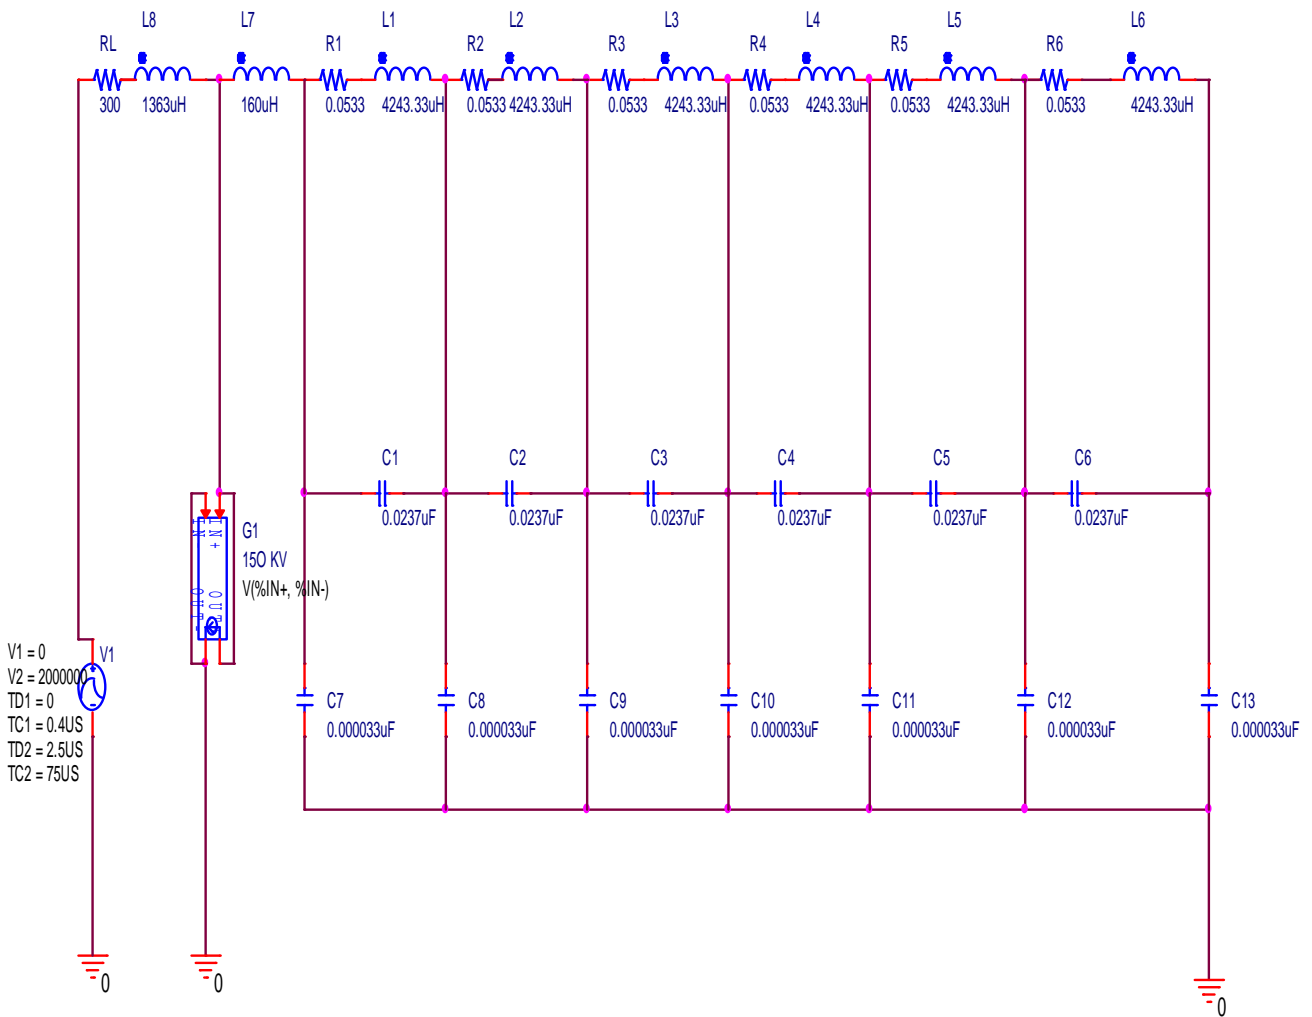 L8 L7 L1 L2 L3 L4 L5 L6
RL R1 R2 R3 R4 R5 R6
300 1363uH 160uH 0.0533 4243.33uH 0.0533 4243.33uH 0.0533 4243.33uH 0.0533 4243.33uH 0.0533 4243.33uH 0.0533 4243.33uH
C1 C2 C3 C4 C5 C6
0.0237uF 0.0237uF 0.0237uF 0.0237uF 0.0237uF 0.0237uF
IN- IN+
G1
150 KV
V(%IN+, %IN-)
OUT- OUT+
V1
V1 = 0
V2 = 2000000
TD1 = 0
TC1 = 0.4US
TD2 = 2.5US
TC2 = 75US
C7 C8 C9 C10 C11 C12 C13
0.000033uF 0.000033uF 0.000033uF 0.000033uF 0.000033uF 0.000033uF 0.000033uF
0 0 0